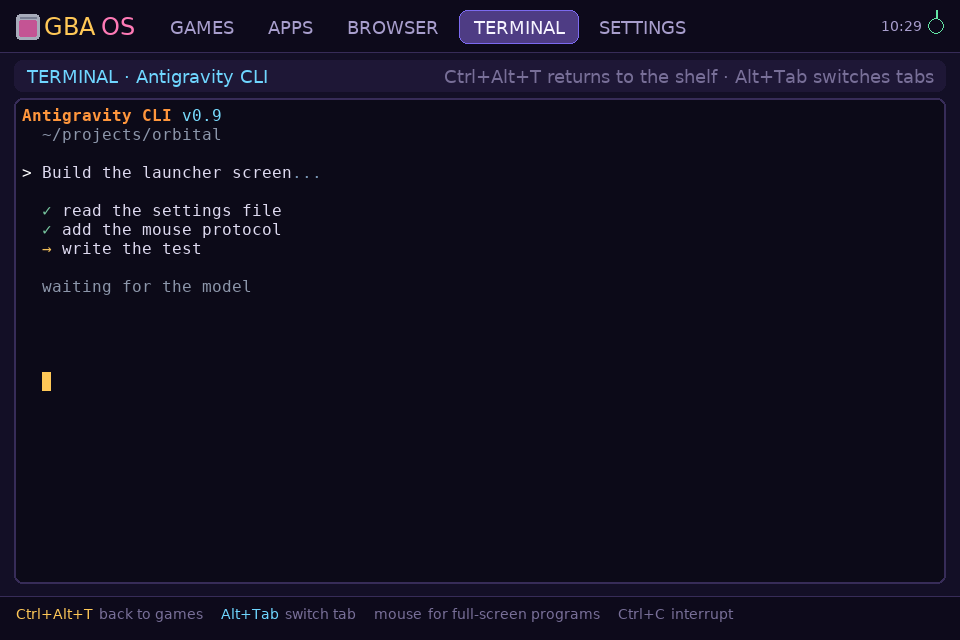 GBA OS GAMES APPS BROWSER TERMINAL SETTINGS 10:29
TERMINAL · Antigravity CLI Ctrl+Alt+T returns to the shelf · Alt+Tab switches tabs
Antigravity CLI v0.9
~/projects/orbital
> Build the launcher screen...
✓ read the settings file
✓ add the mouse protocol
→ write the test
waiting for the model
Ctrl+Alt+T back to games Alt+Tab switch tab mouse for full-screen programs Ctrl+C interrupt